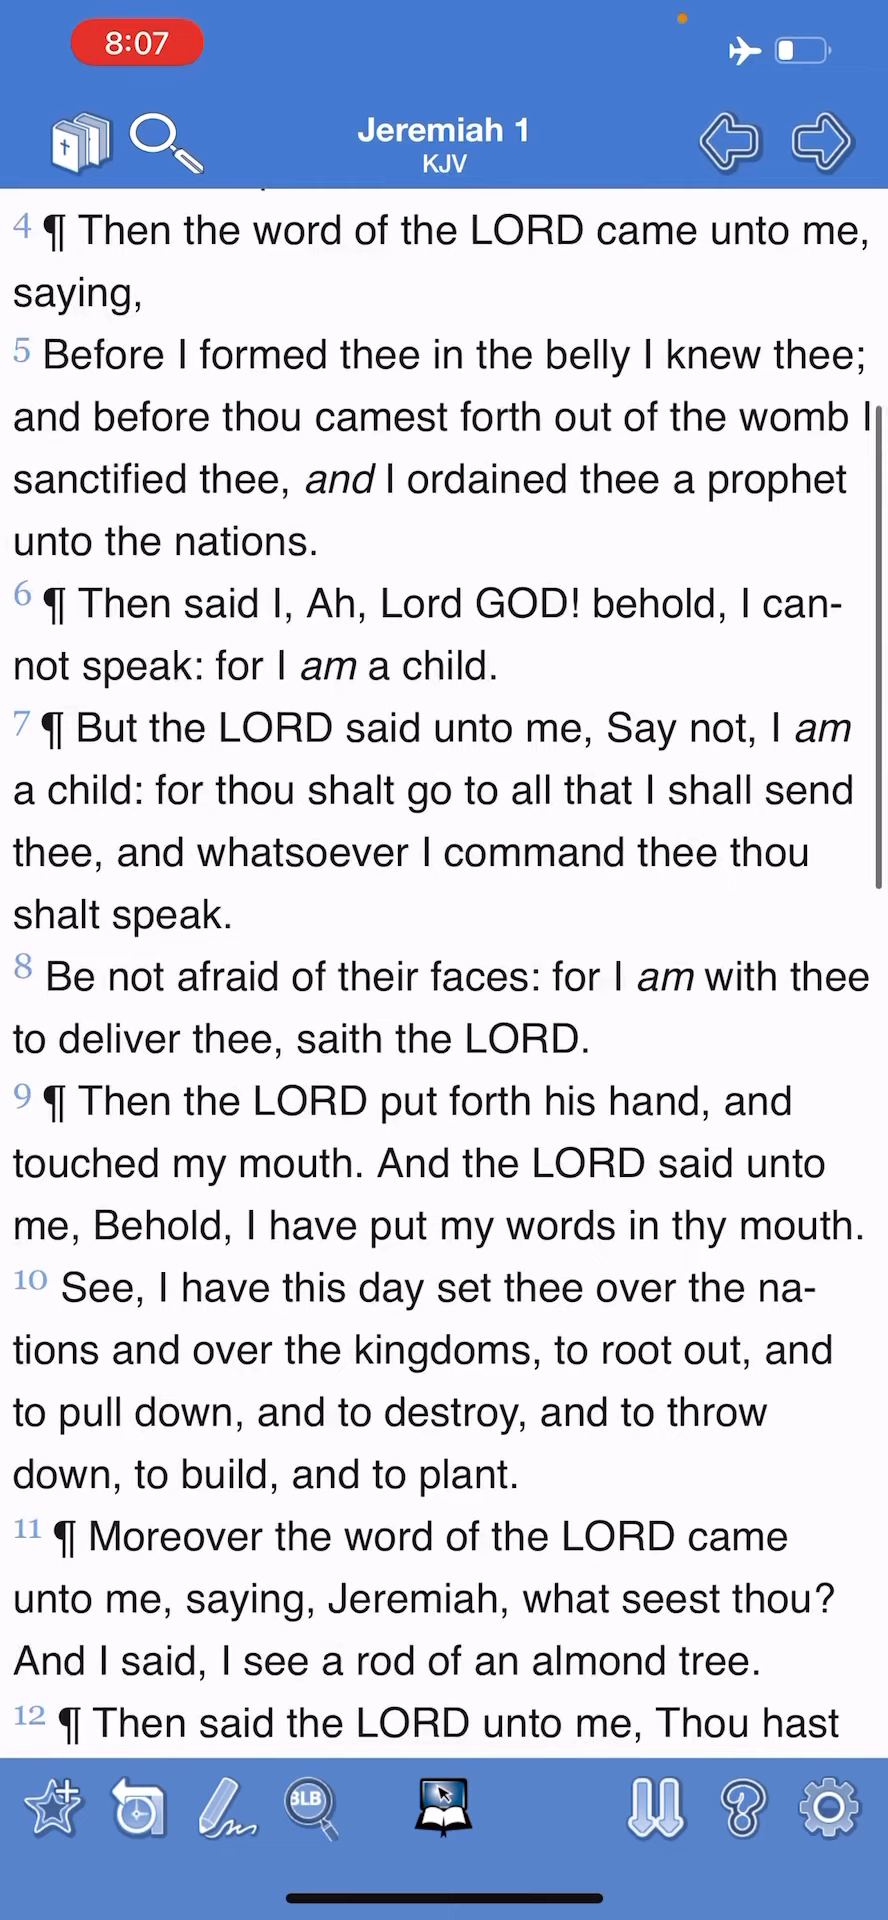 8:07
Jeremiah 1
KJV
4 ¶ Then the word of the LORD came unto me,
saying,
5 Before I formed thee in the belly I knew thee;
and before thou camest forth out of the womb I
sanctified thee, and I ordained thee a prophet
unto the nations.
6 ¶ Then said I, Ah, Lord GOD! behold, I can-
not speak: for I am a child.
7 ¶ But the LORD said unto me, Say not, I am
a child: for thou shalt go to all that I shall send
thee, and whatsoever I command thee thou
shalt speak.
8 Be not afraid of their faces: for I am with thee
to deliver thee, saith the LORD.
9 ¶ Then the LORD put forth his hand, and
touched my mouth. And the LORD said unto
me, Behold, I have put my words in thy mouth.
10 See, I have this day set thee over the na-
tions and over the kingdoms, to root out, and
to pull down, and to destroy, and to throw
down, to build, and to plant.
11 ¶ Moreover the word of the LORD came
unto me, saying, Jeremiah, what seest thou?
And I said, I see a rod of an almond tree.
12 ¶ Then said the LORD unto me, Thou hast
BLB